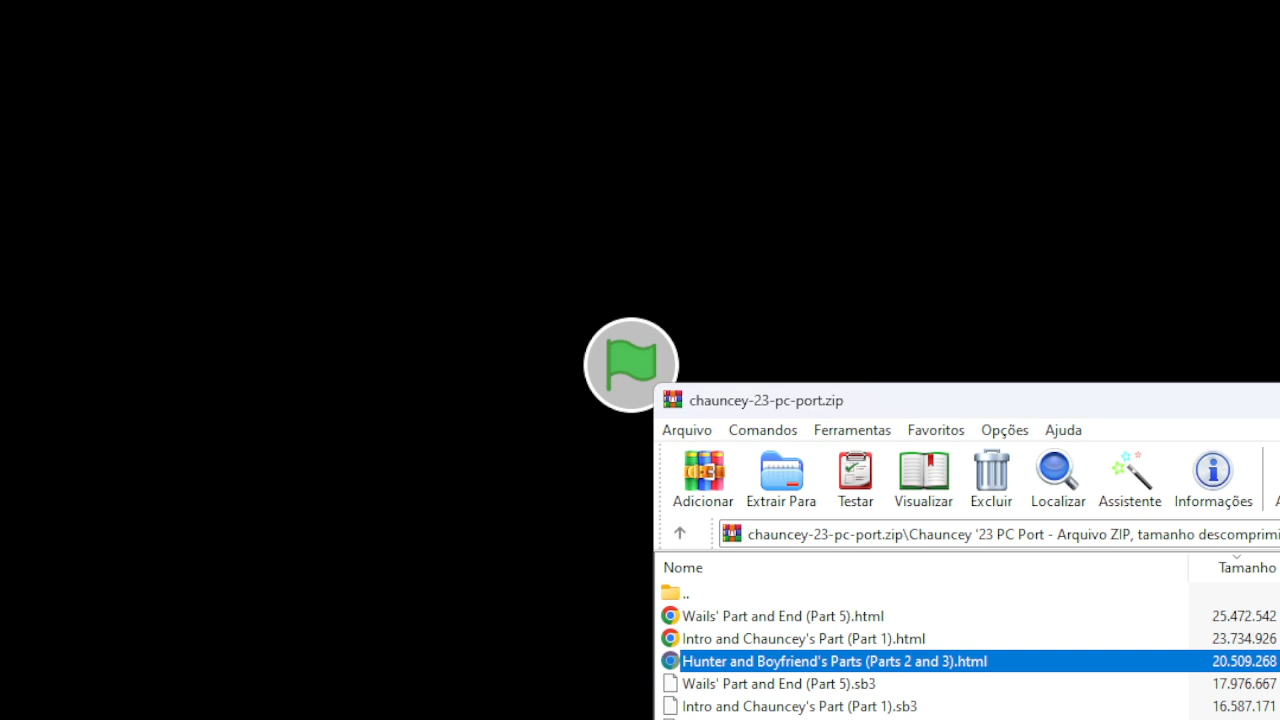 chauncey-23-pc-port.zip
Arquivo Comandos Ferramentas Favoritos Opções Ajuda
Adicionar Extrair Para Testar Visualizar Excluir Localizar Assistente Informações
chauncey-23-pc-port.zip\Chauncey '23 PC Port - Arquivo ZIP, tamanho descomprimi
Nome Tamanho
..
Wails' Part and End (Part 5).html 25.472.542
Intro and Chauncey's Part (Part 1).html 23.734.926
Hunter and Boyfriend's Parts (Parts 2 and 3).html 20.509.268
Wails' Part and End (Part 5).sb3 17.976.667
Intro and Chauncey's Part (Part 1).sb3 16.587.171